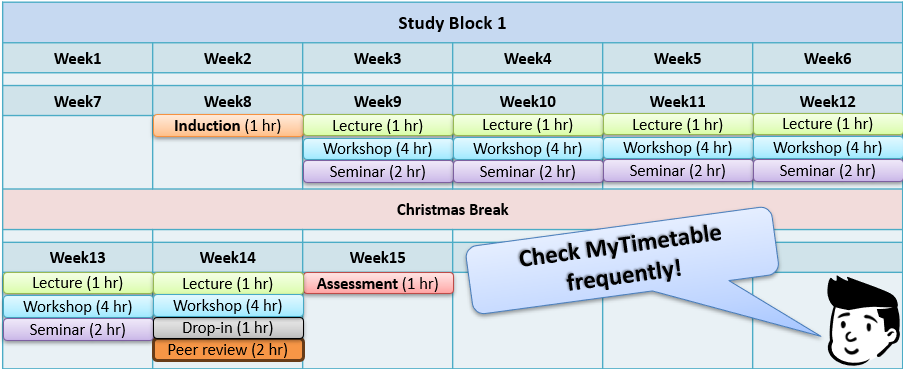 Study Block 1
Week1 Week2 Week3 Week4 Week5 Week6
Week7 Week8 Week9 Week10 Week11 Week12
Induction (1 hr) Lecture (1 hr) Lecture (1 hr) Lecture (1 hr) Lecture (1 hr)
Workshop (4 hr) Workshop (4 hr) Workshop (4 hr) Workshop (4 hr)
Seminar (2 hr) Seminar (2 hr) Seminar (2 hr) Seminar (2 hr)
Christmas Break
Week13 Week14 Week15
Lecture (1 hr) Lecture (1 hr) Assessment (1 hr)
Workshop (4 hr) Workshop (4 hr)
Seminar (2 hr) Drop-in (1 hr)
Peer review (2 hr)
Check MyTimetable
frequently!